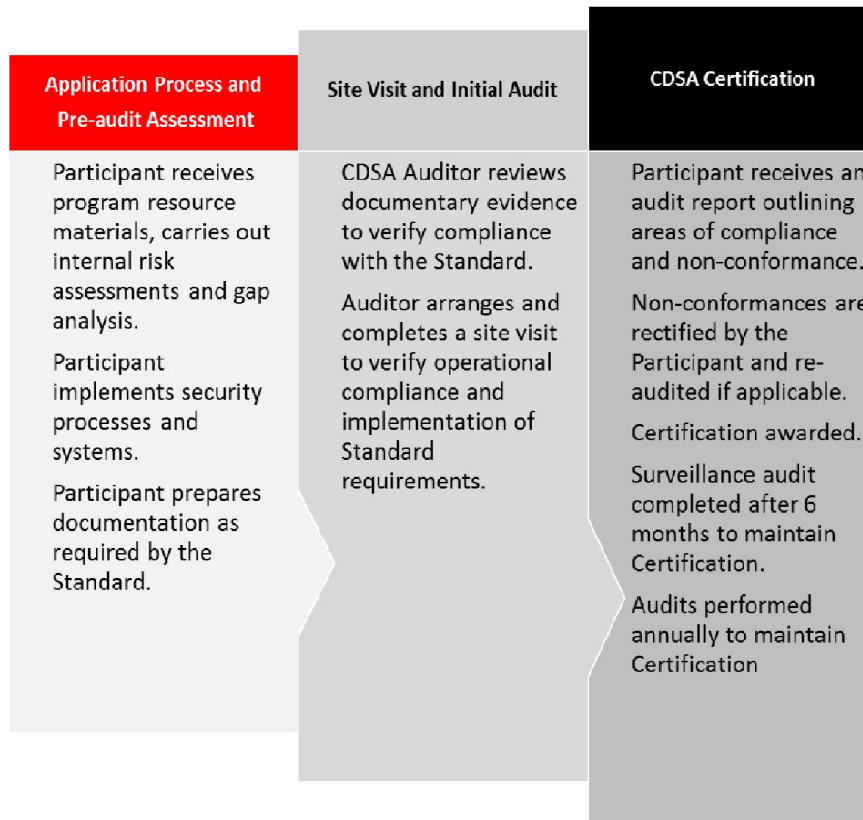 Application Process and
Pre-audit Assessment
Participant receives
program resource
materials, carries out
internal risk
assessments and gap
analysis.
Participant
implements security
processes and
systems.
Participant prepares
documentation as
required by the
Standard.
Site Visit and Initial Audit
CDSA Auditor reviews
documentary evidence
to verify compliance
with the Standard.
Auditor arranges and
completes a site visit
to verify operational
compliance and
implementation of
Standard
requirements.
CDSA Certification
Participant receives an
audit report outlining
areas of compliance
and non-conformance.
Non-conformances are
rectified by the
Participant and re-
audited if applicable.
Certification awarded.
Surveillance audit
completed after 6
months to maintain
Certification.
Audits performed
annually to maintain
Certification